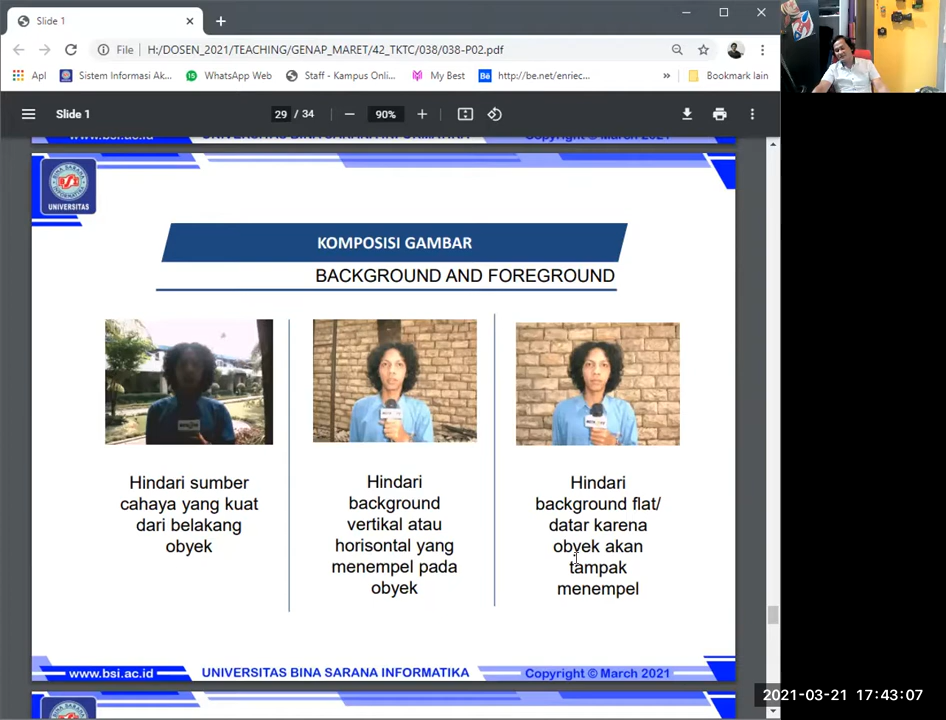 Slide 1
File H:/DOSEN_2021/TEACHING/GENAP_MARET/42_TKTC/038/038-P02.pdf
Apl Sistem Informasi Ak... WhatsApp Web Staff - Kampus Onli... My Best http://be.net/enriec... » Bookmark lain
Slide 1 29 / 34 90%
UNIVERSITAS
KOMPOSISI GAMBAR
BACKGROUND AND FOREGROUND
Hindari sumber
cahaya yang kuat
dari belakang
obyek
Hindari
background
vertikal atau
horisontal yang
menempel pada
obyek
Hindari
background flat/
datar karena
obyek akan
tampak
menempel
www.bsi.ac.id UNIVERSITAS BINA SARANA INFORMATIKA Copyright © March 2021
2021-03-21 17:43:07